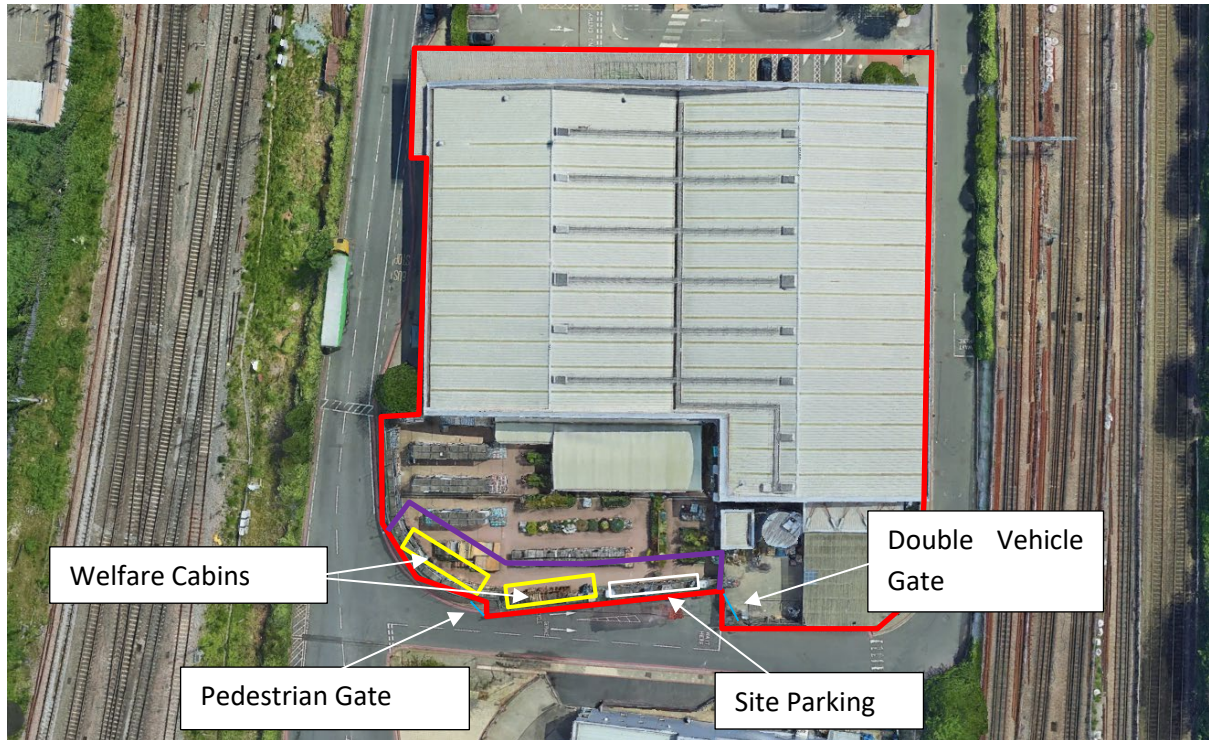 Double Vehicle
Gate
Welfare Cabins
Pedestrian Gate
Site Parking